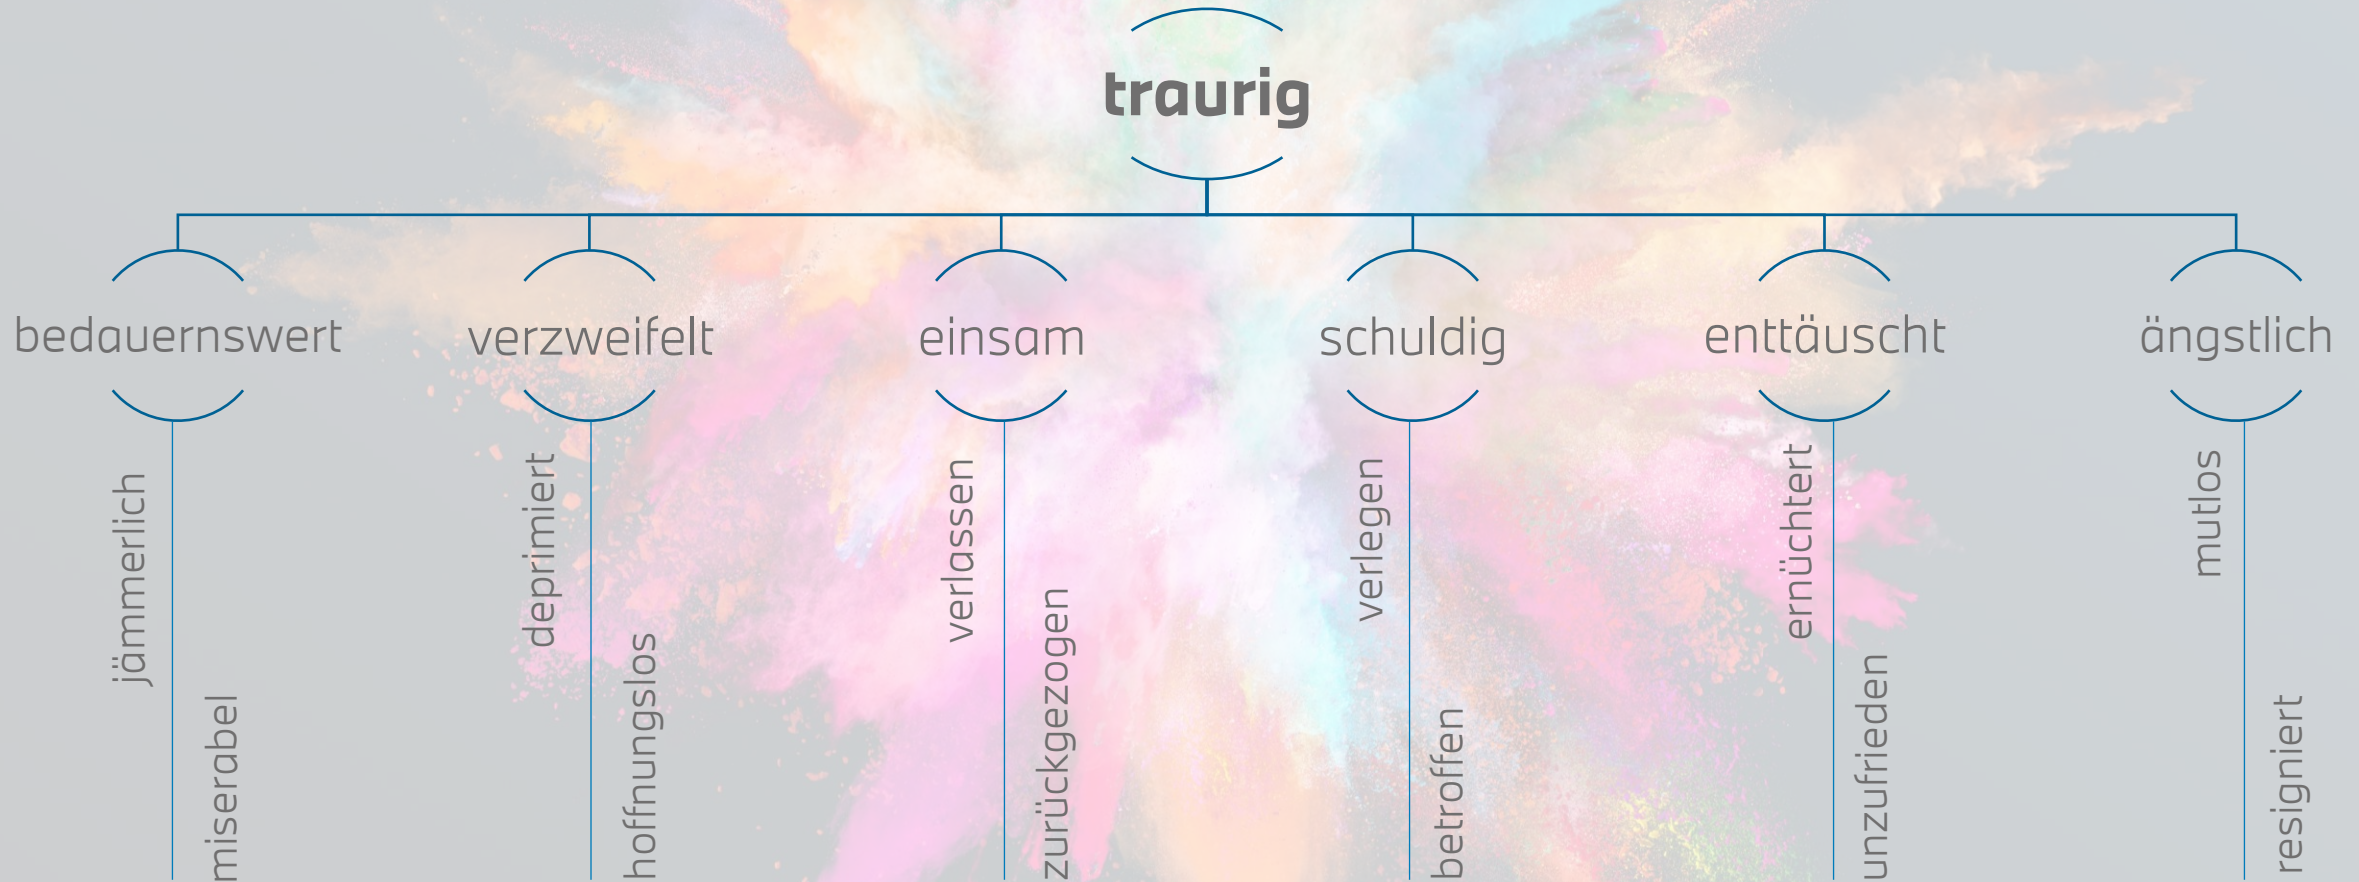 traurig
bedauernswert
verzweifelt
einsam
schuldig
enttäuscht
ängstlich
jämmerlich
miserabel
deprimiert
hoffnungslos
verlassen
zurückgezogen
verlegen
betroffen
ernüchtert
unzufrieden
mutlos
resigniert